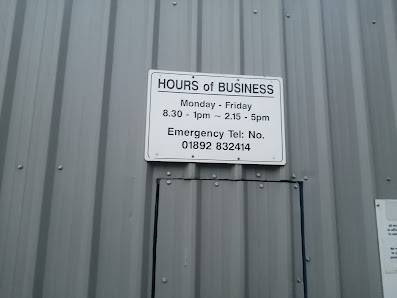 HOURS of BUSINESS
Monday - Friday
8.30 - 1pm ~ 2.15 - 5pm
Emergency Tel: No.
01892 832414